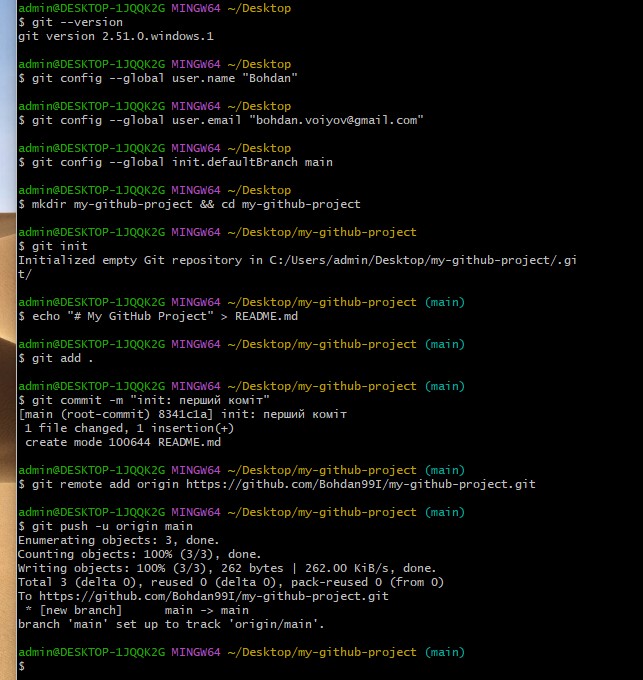 admin@DESKTOP-1JQQK2G MINGW64 ~/Desktop
$ git --version
git version 2.51.0.windows.1
admin@DESKTOP-1JQQK2G MINGW64 ~/Desktop
$ git config --global user.name "Bohdan"
admin@DESKTOP-1JQQK2G MINGW64 ~/Desktop
$ git config --global user.email "bohdan.voiyov@gmail.com"
admin@DESKTOP-1JQQK2G MINGW64 ~/Desktop
$ git config --global init.defaultBranch main
admin@DESKTOP-1JQQK2G MINGW64 ~/Desktop
$ mkdir my-github-project && cd my-github-project
admin@DESKTOP-1JQQK2G MINGW64 ~/Desktop/my-github-project
$ git init
Initialized empty Git repository in C:/Users/admin/Desktop/my-github-project/.gi
t/
admin@DESKTOP-1JQQK2G MINGW64 ~/Desktop/my-github-project (main)
$ echo "# My GitHub Project" > README.md
admin@DESKTOP-1JQQK2G MINGW64 ~/Desktop/my-github-project (main)
$ git add .
admin@DESKTOP-1JQQK2G MINGW64 ~/Desktop/my-github-project (main)
$ git commit -m "init: перший коміт"
[main (root-commit) 8341c1a] init: перший коміт
 1 file changed, 1 insertion(+)
 create mode 100644 README.md
admin@DESKTOP-1JQQK2G MINGW64 ~/Desktop/my-github-project (main)
$ git remote add origin https://github.com/Bohdan99I/my-github-project.git
admin@DESKTOP-1JQQK2G MINGW64 ~/Desktop/my-github-project (main)
$ git push -u origin main
Enumerating objects: 3, done.
Counting objects: 100% (3/3), done.
Writing objects: 100% (3/3), 262 bytes | 262.00 KiB/s, done.
Total 3 (delta 0), reused 0 (delta 0), pack-reused 0 (from 0)
To https://github.com/Bohdan99I/my-github-project.git
 * [new branch]      main -> main
branch 'main' set up to track 'origin/main'.
admin@DESKTOP-1JQQK2G MINGW64 ~/Desktop/my-github-project (main)
$